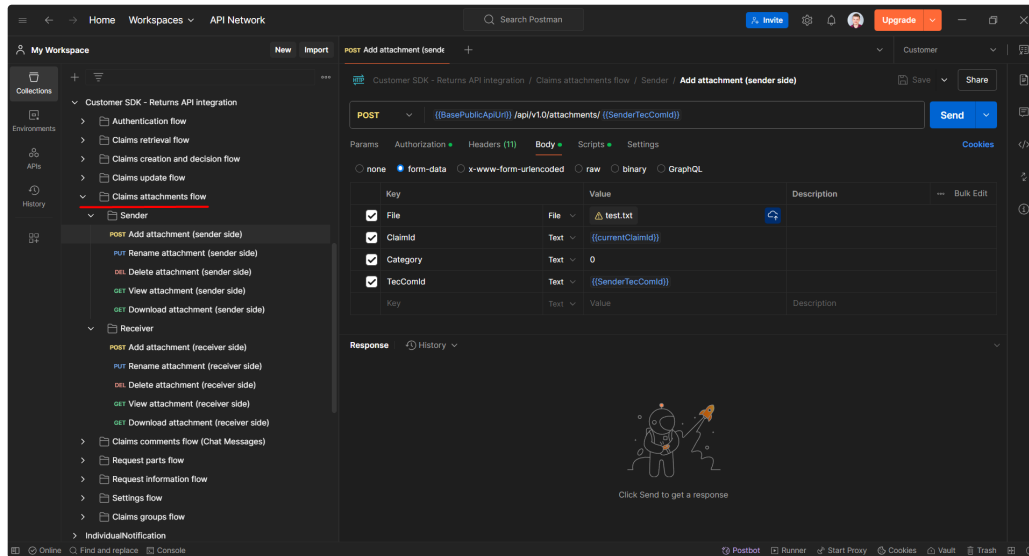 Home Workspaces API Network Search Postman Invite Upgrade
My Workspace New Import POST Add attachment (sende Customer
Collections
Environments
APIs
History
Customer SDK - Returns API integration
Authentication flow
Claims retrieval flow
Claims creation and decision flow
Claims update flow
Claims attachments flow
Sender
POST Add attachment (sender side)
PUT Rename attachment (sender side)
DEL Delete attachment (sender side)
GET View attachment (sender side)
GET Download attachment (sender side)
Receiver
POST Add attachment (receiver side)
PUT Rename attachment (receiver side)
DEL Delete attachment (receiver side)
GET View attachment (receiver side)
GET Download attachment (receiver side)
Claims comments flow (Chat Messages)
Request parts flow
Request information flow
Settings flow
Claims groups flow
IndividualNotification
HTTP Customer SDK - Returns API integration / Claims attachments flow / Sender / Add attachment (sender side) Save Share
POST {{BasePublicApiUrl}} /api/v1.0/attachments/ {{SenderTecComId}} Send
Params Authorization Headers (11) Body Scripts Settings Cookies
none form-data x-www-form-urlencoded raw binary GraphQL
Key Value Description Bulk Edit
File File test.txt
ClaimId Text {{currentClaimId}}
Category Text 0
TecComId Text {{SenderTecComId}}
Key Text Value Description
Response History
Click Send to get a response
Online Find and replace Console Postbot Runner Start Proxy Cookies Vault Trash